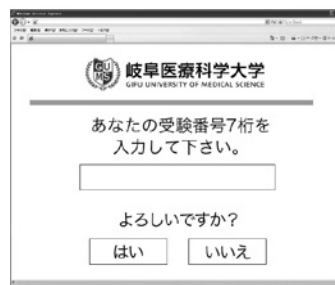 岐阜医療科学大学
GIFU UNIVERSITY OF MEDICAL SCIENCE
あなたの受験番号7桁を
入力して下さい。
よろしいですか?
はい
いいえ